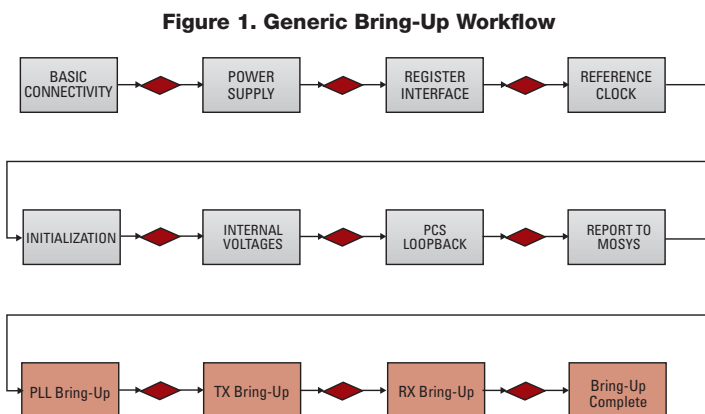 Figure 1. Generic Bring-Up Workflow
BASIC
CONNECTIVITY
POWER
SUPPLY
REGISTER
INTERFACE
REFERENCE
CLOCK
INITIALIZATION
INTERNAL
VOLTAGES
PCS
LOOPBACK
REPORT TO
MOSYS
PLL Bring-Up
TX Bring-Up
RX Bring-Up
Bring-Up
Complete